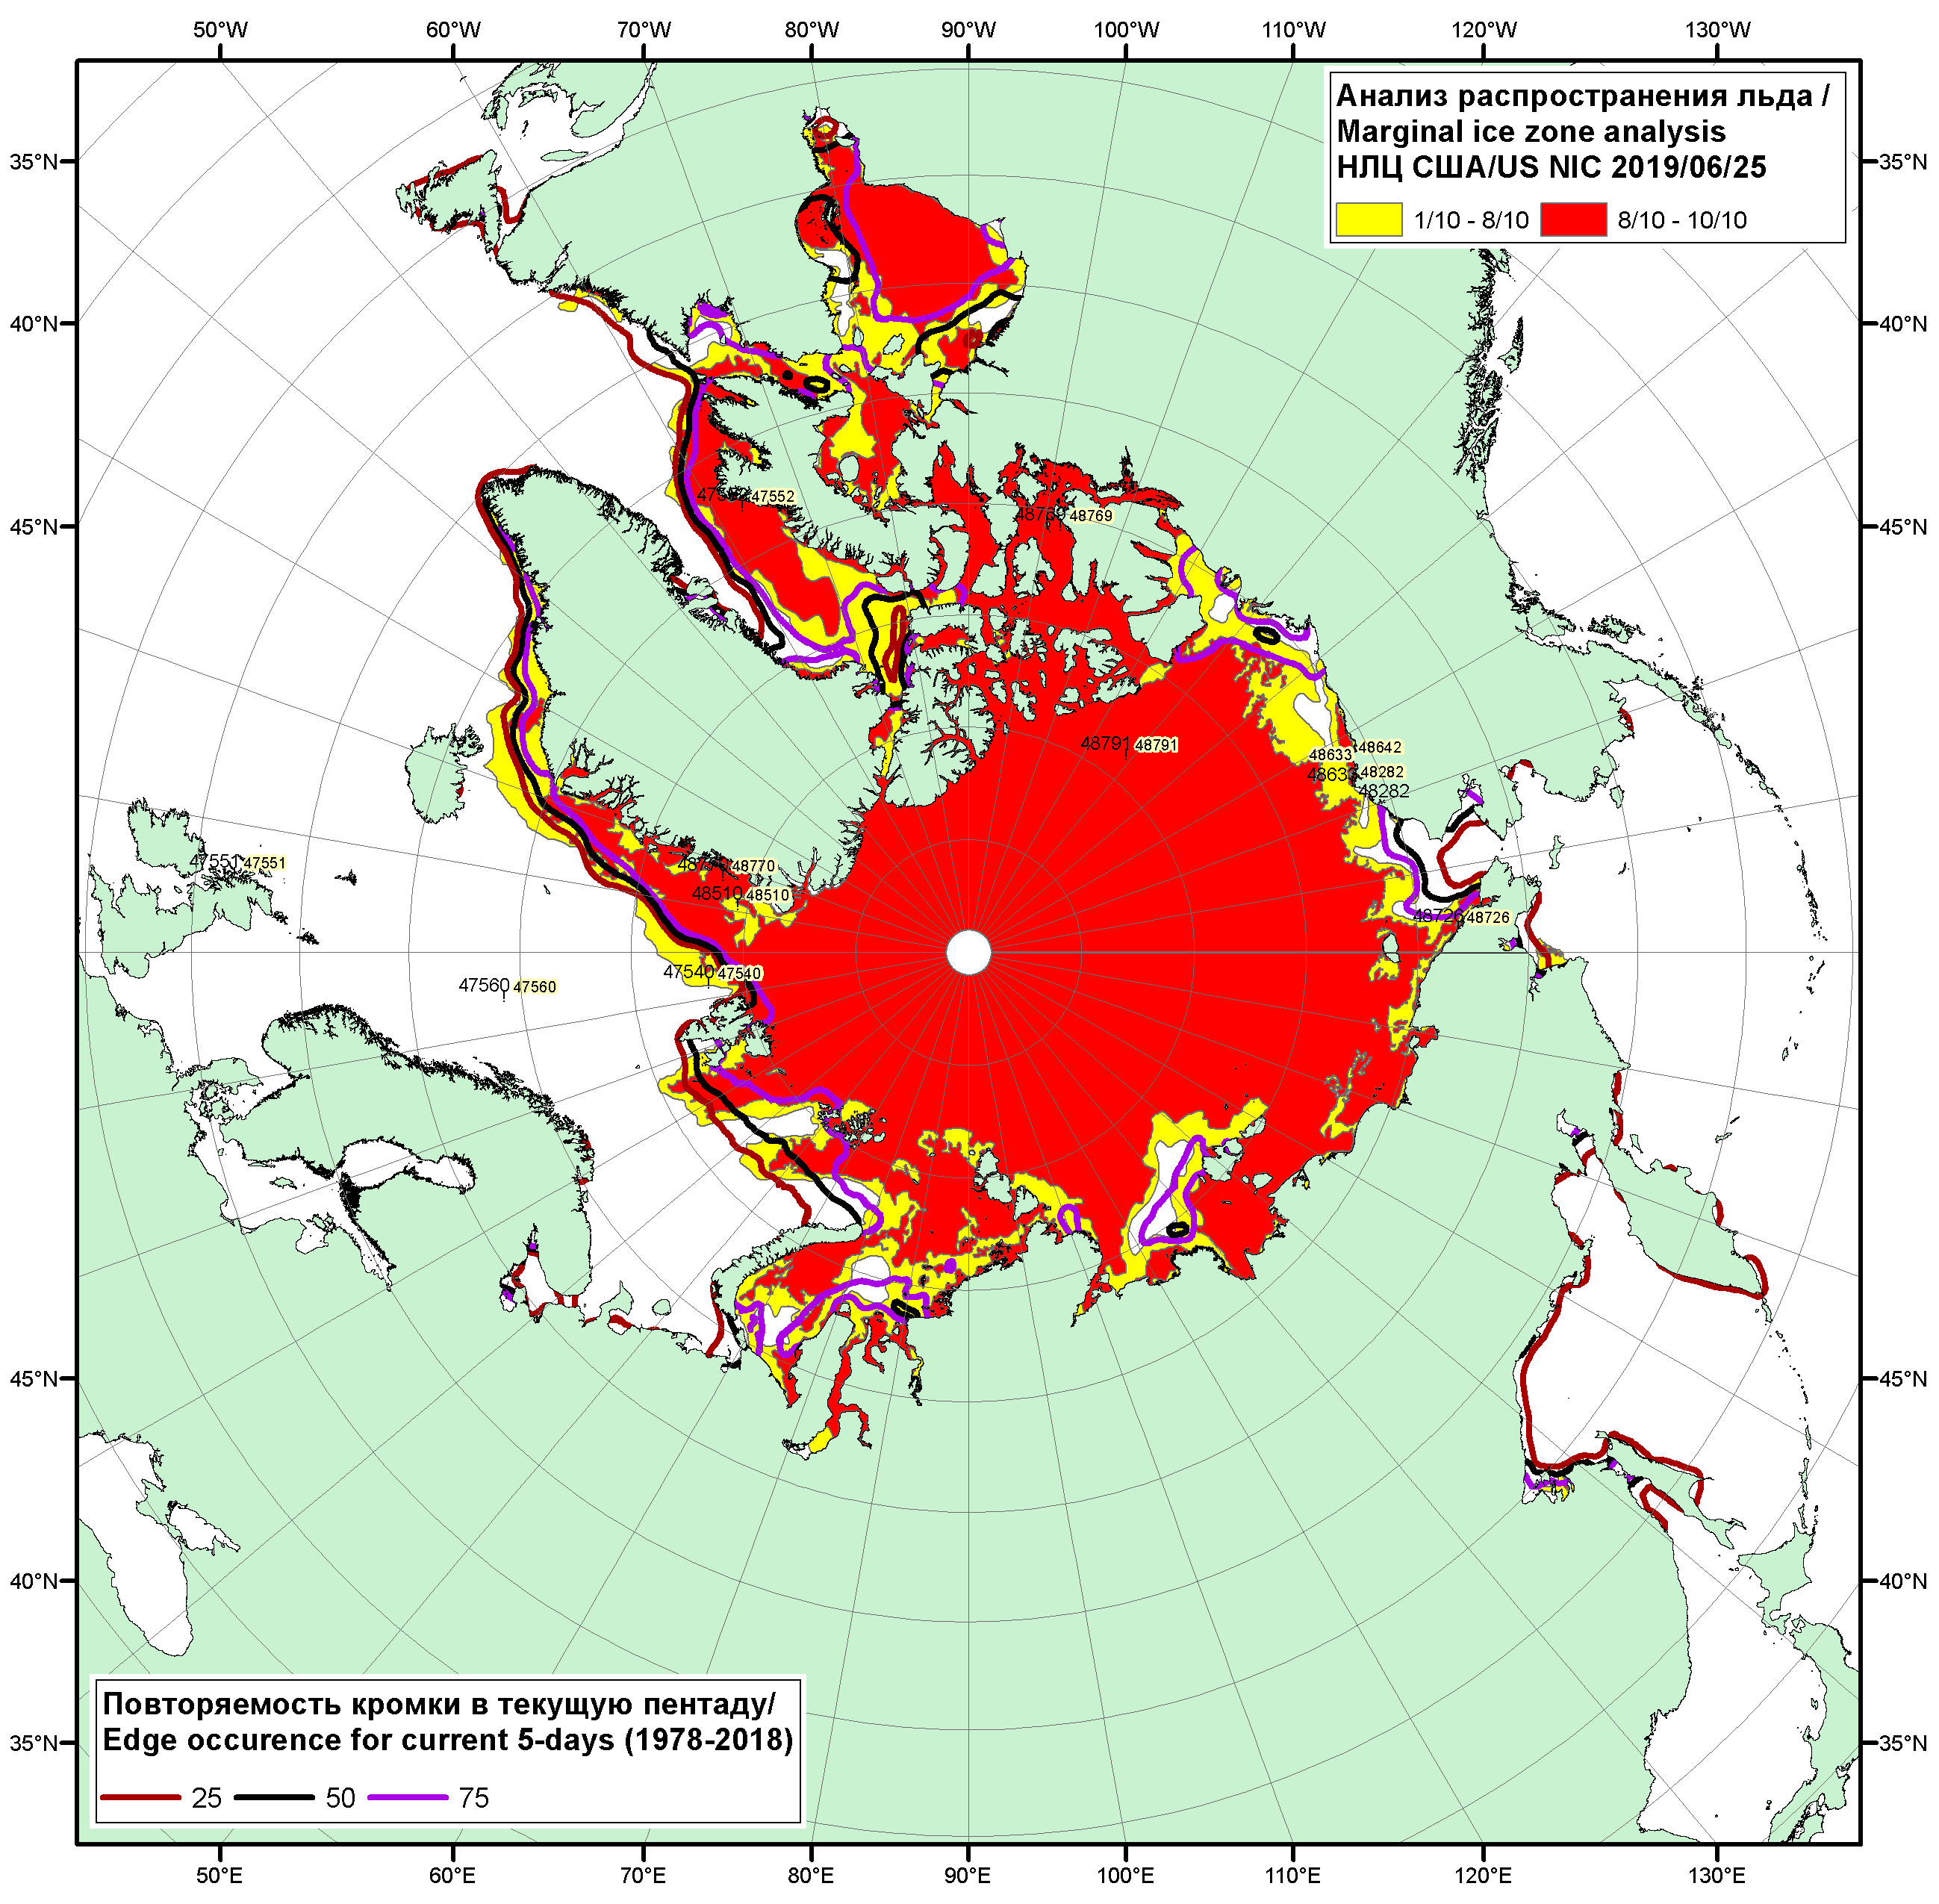 50°W 60°W 70°W 80°W 90°W 100°W 110°W 120°W 130°W
Анализ распространения льда /
Marginal ice zone analysis
НЛЦ США/US NIC 2019/06/25
1/10 - 8/10 8/10 - 10/10
35°N 35°N
40°N 40°N
47552
48769 48769
45°N 45°N
48791 48791
48642
48633
48633 48282
48282
47551 47551
48770
48510 48510
48726 48726
47540 47540
47560 47560
45°N 45°N
40°N 40°N
Повторяемость кромки в текущую пентаду/
Edge occurence for current 5-days (1978-2018)
35°N 35°N
25 50 75
50°E 60°E 70°E 80°E 90°E 100°E 110°E 120°E 130°E